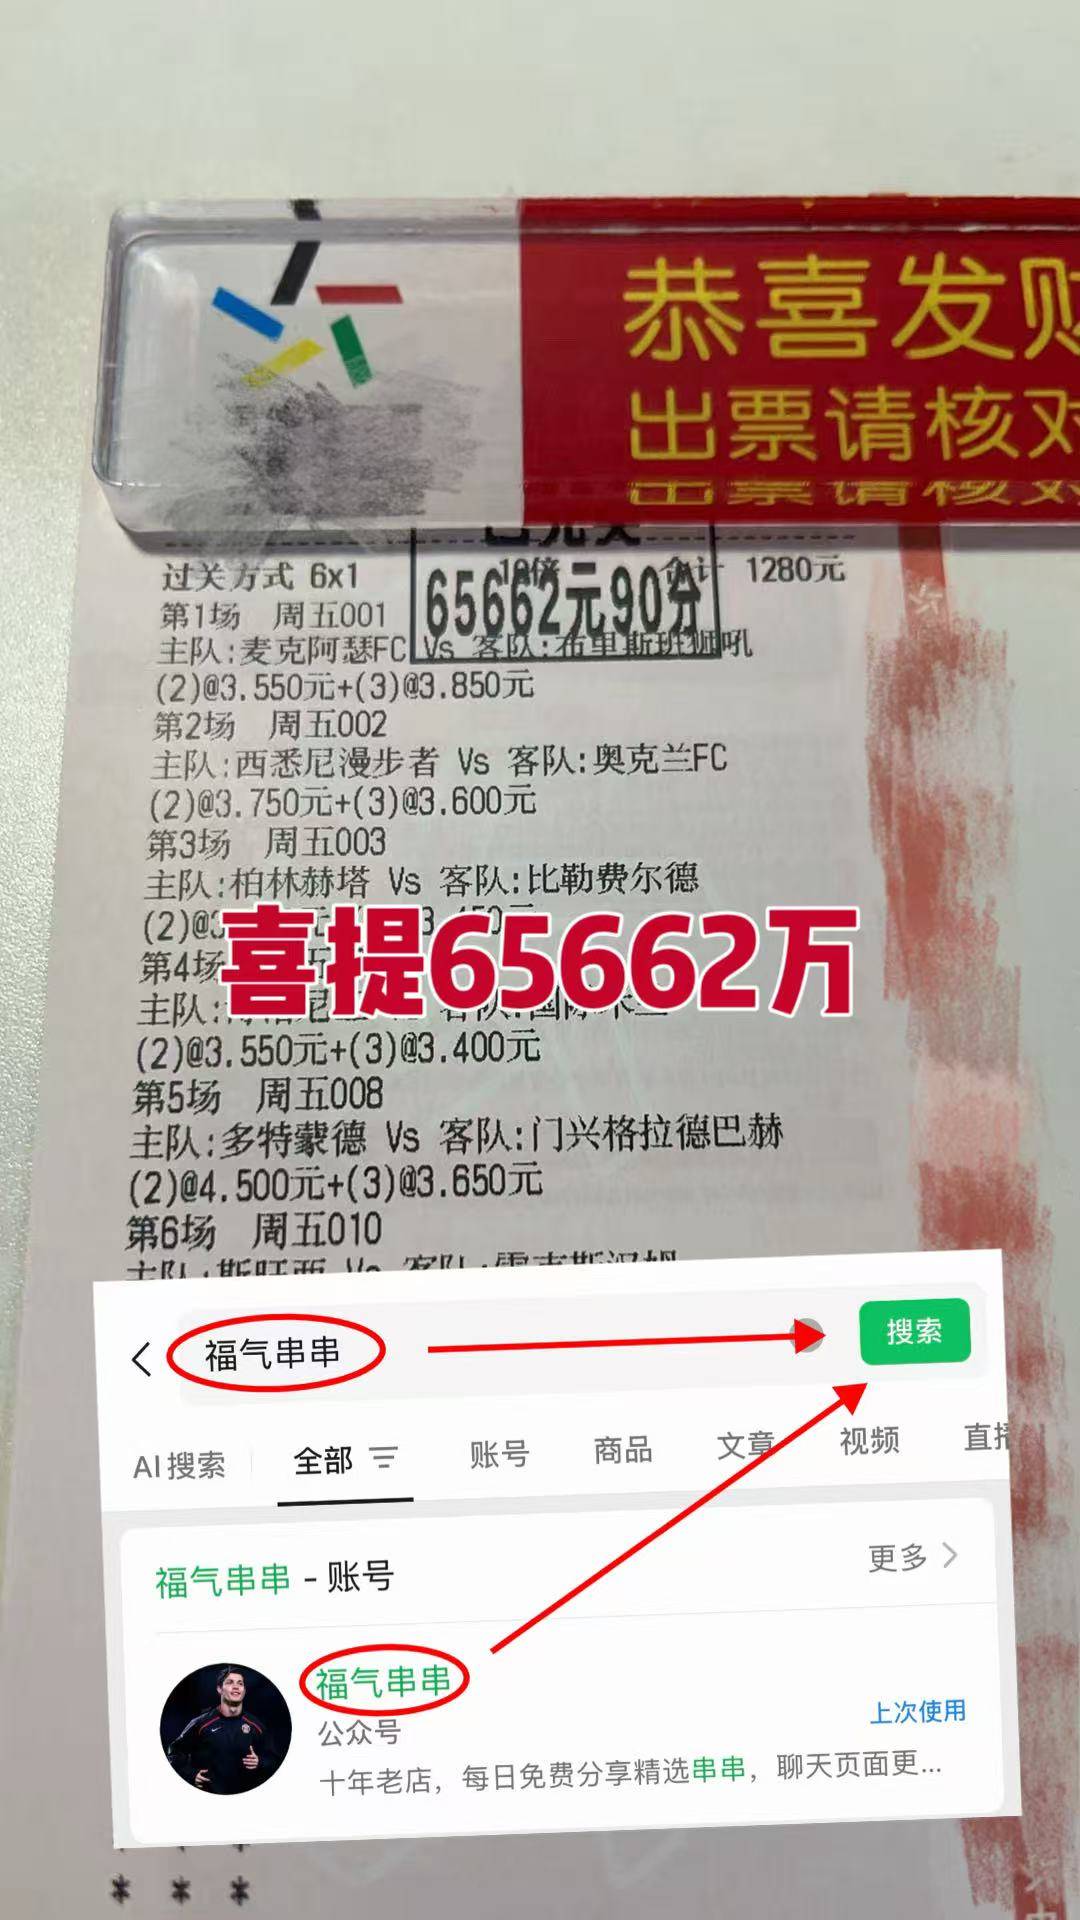 恭喜发财
出票请核对
65662元90分
过关方式 6x1 10倍 合计 1280元
第1场 周五001
主队:麦克阿瑟FC Vs 客队:布里斯班狮吼
(2)@3.550元+(3)@3.850元
第2场 周五002
主队:西悉尼漫步者 Vs 客队:奥克兰FC
(2)@3.750元+(3)@3.600元
第3场 周五003
主队:柏林赫塔 Vs 客队:比勒费尔德
喜提65662万
第4场
(2)@3.550元+(3)@3.400元
第5场 周五008
主队:多特蒙德 Vs 客队:门兴格拉德巴赫
(2)@4.500元+(3)@3.650元
第6场 周五010
福气串串
搜索
AI搜索 全部 账号 商品 文章 视频
福气串串 - 账号
更多
福气串串
公众号
上次使用
十年老店，每日免费分享精选串串，聊天页面更...
* * *